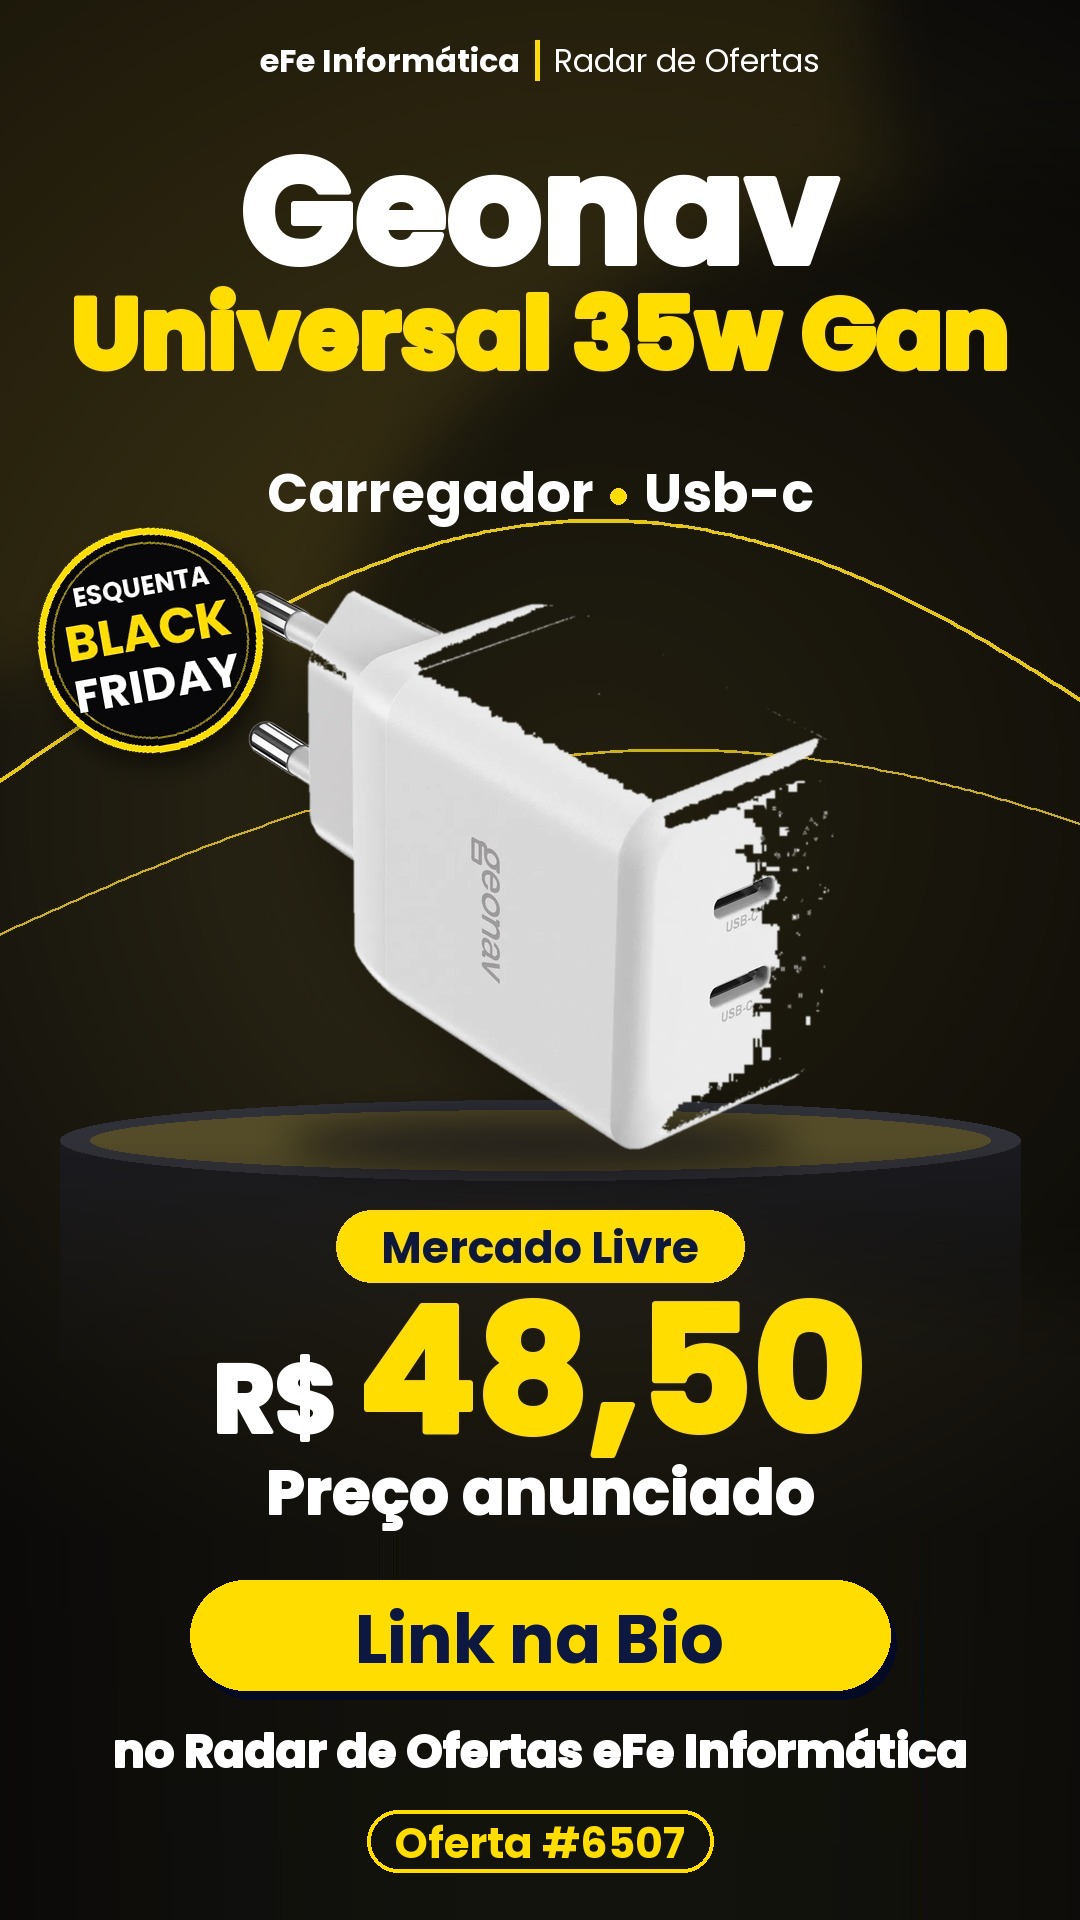 eFe Informática | Radar de Ofertas
Geonav
Universal 35w Gan
Carregador • Usb-c
ESQUENTA
BLACK
FRIDAY
geonav
USB-C
USB-C
Mercado Livre
R$ 48,50
Preço anunciado
Link na Bio
no Radar de Ofertas eFe Informática
Oferta #6507